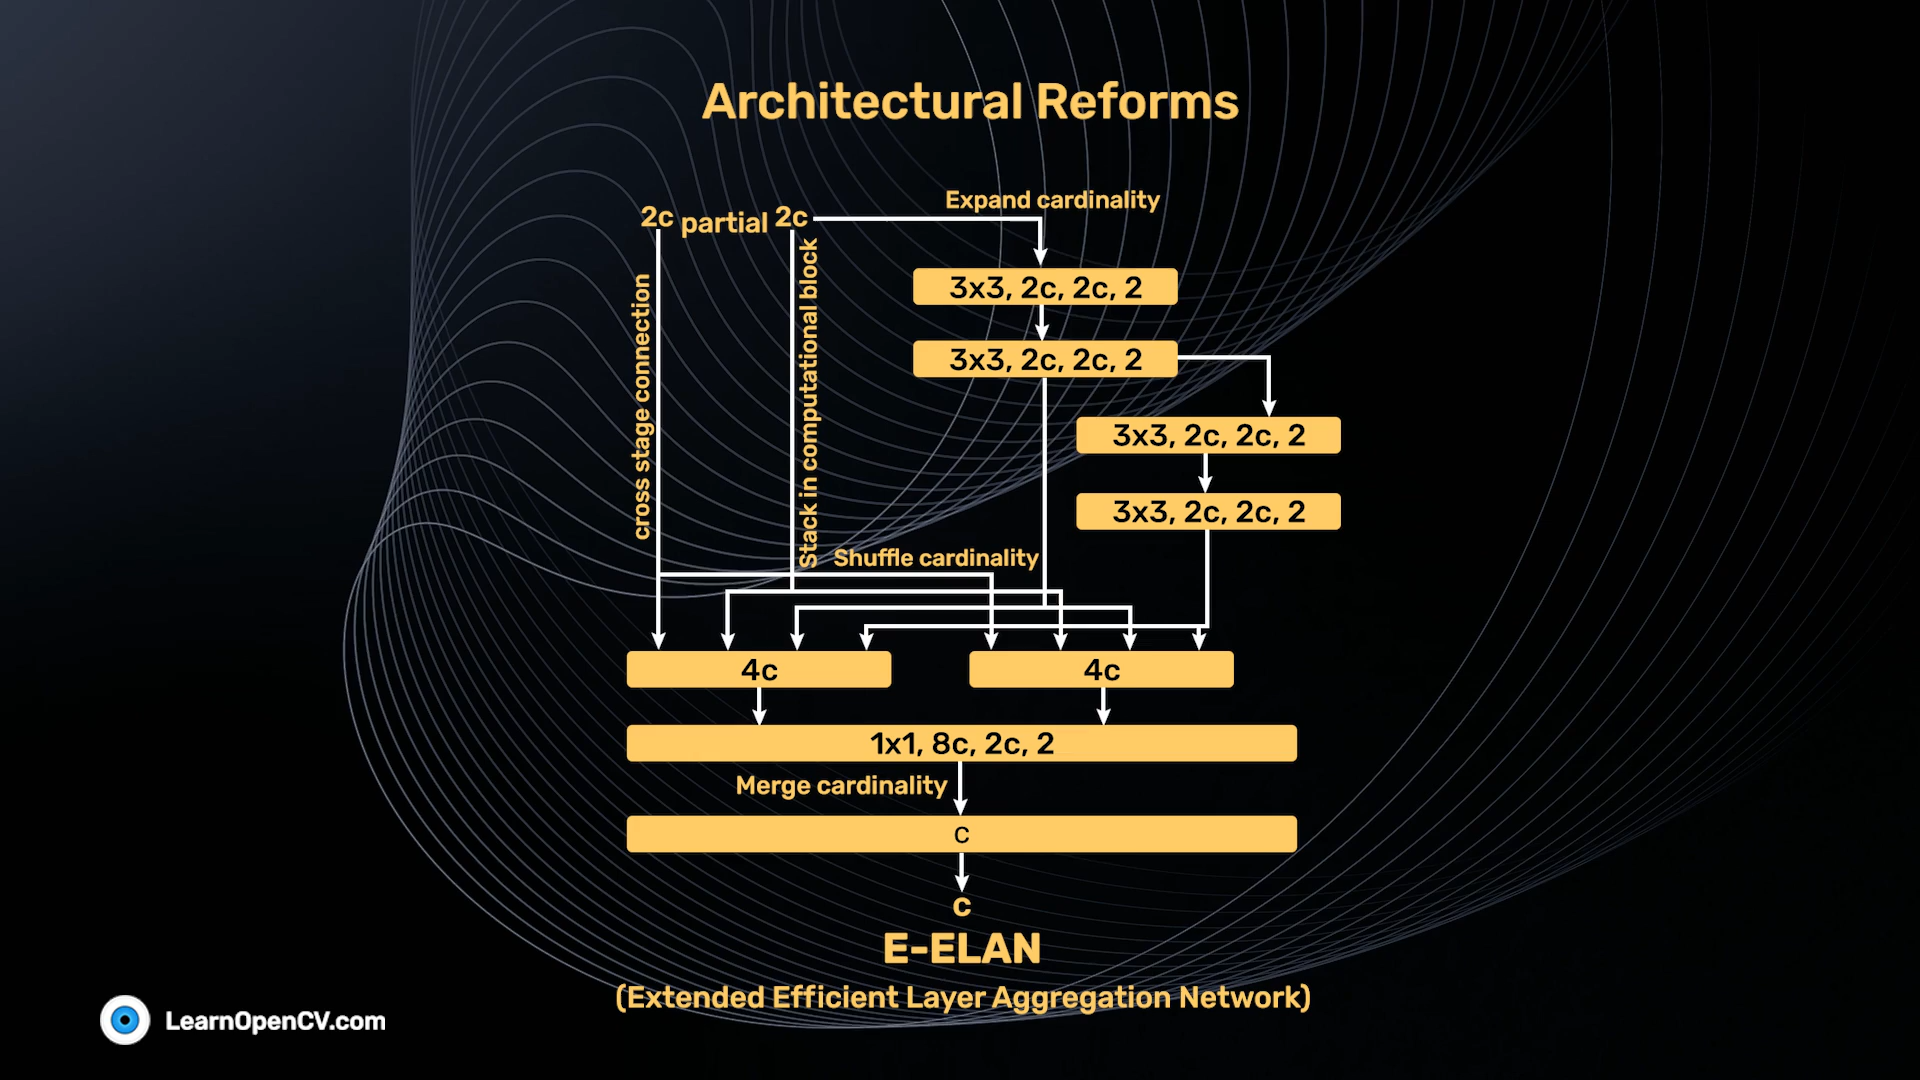 Architectural Reforms
Expand cardinality
2c partial 2c
cross stage connection
Stack in computational block
3x3, 2c, 2c, 2
3x3, 2c, 2c, 2
3x3, 2c, 2c, 2
3x3, 2c, 2c, 2
Shuffle cardinality
4c
4c
1x1, 8c, 2c, 2
Merge cardinality
c
c
E-ELAN
(Extended Efficient Layer Aggregation Network)
LearnOpenCV.com